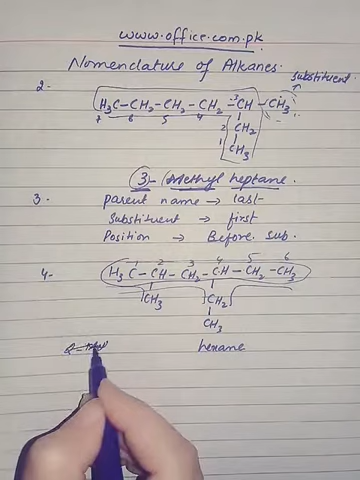 www.office.com.pk
Nomenclature of Alkanes.
substituent
2-
H₃C-CH₂-CH₂-CH₂-CH-CH₃
7 6 5 4 3
2 CH₂
1 CH₃
3-Methyl heptane.
3- parent name → last-
Substituent → first
Position → Before sub.
4-
1 2 3 4 5 6
H₃C-CH-CH₂-CH-CH₂-CH₃
CH₃ CH₂
CH₃
hexane